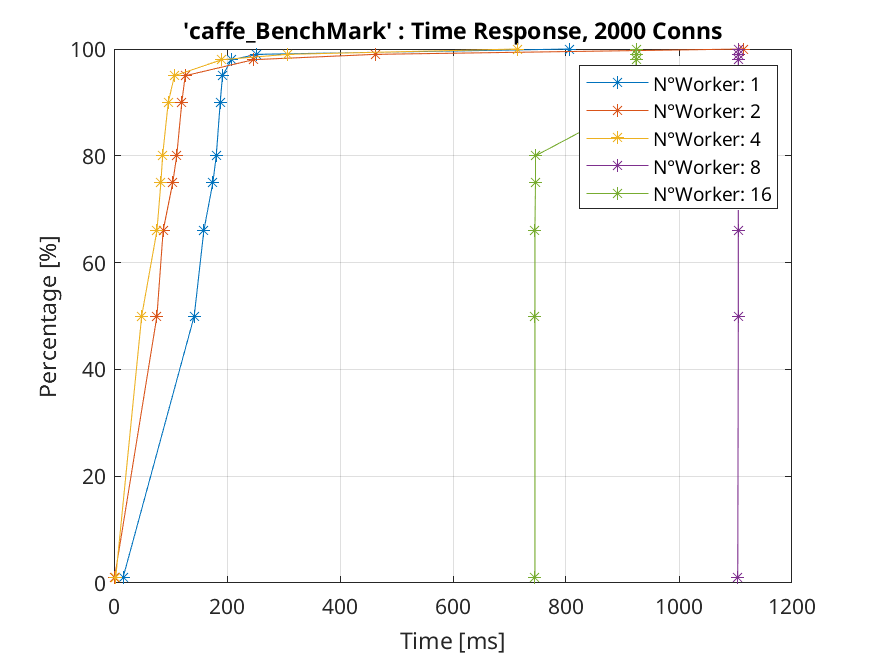 'caffe_BenchMark' : Time Response, 2000 Conns
100
80
60
40
20
0
Percentage [%]
N°Worker: 1
N°Worker: 2
N°Worker: 4
N°Worker: 8
N°Worker: 16
0 200 400 600 800 1000 1200
Time [ms]